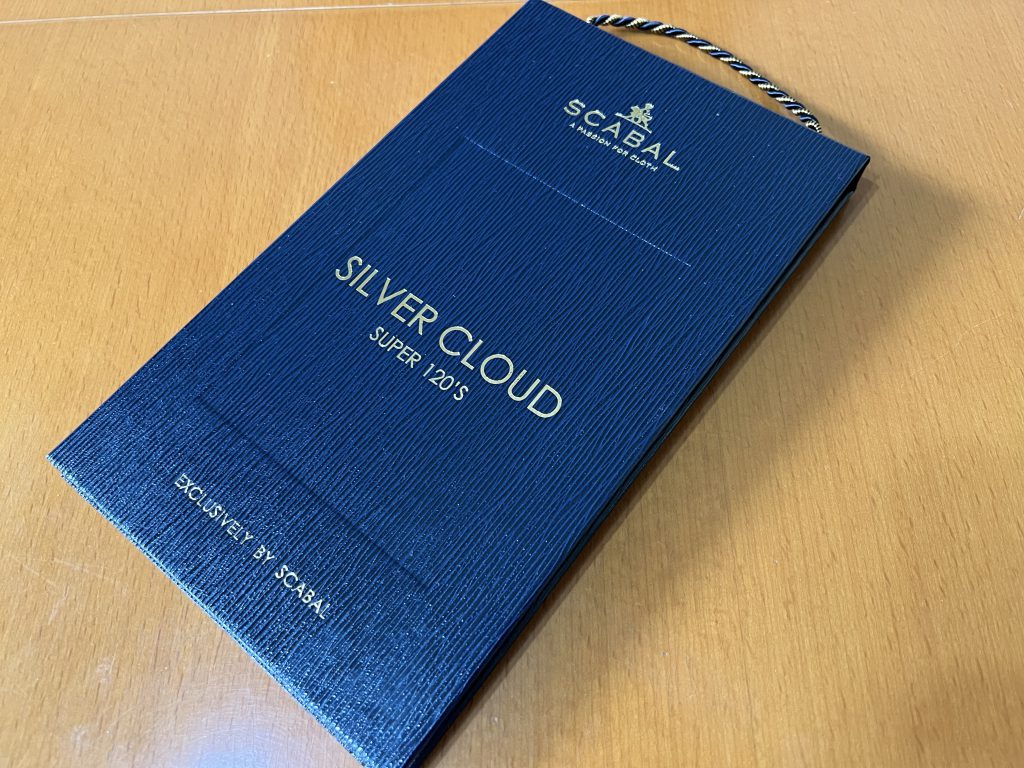 SCABAL
A PASSION FOR CLOTH
SILVER CLOUD
SUPER 120'S
EXCLUSIVELY BY SCABAL